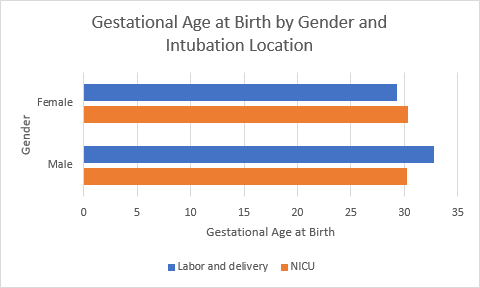 Gestational Age at Birth by Gender and
Intubation Location
Gender
Female
Male
0 5 10 15 20 25 30 35
Gestational Age at Birth
Labor and delivery NICU